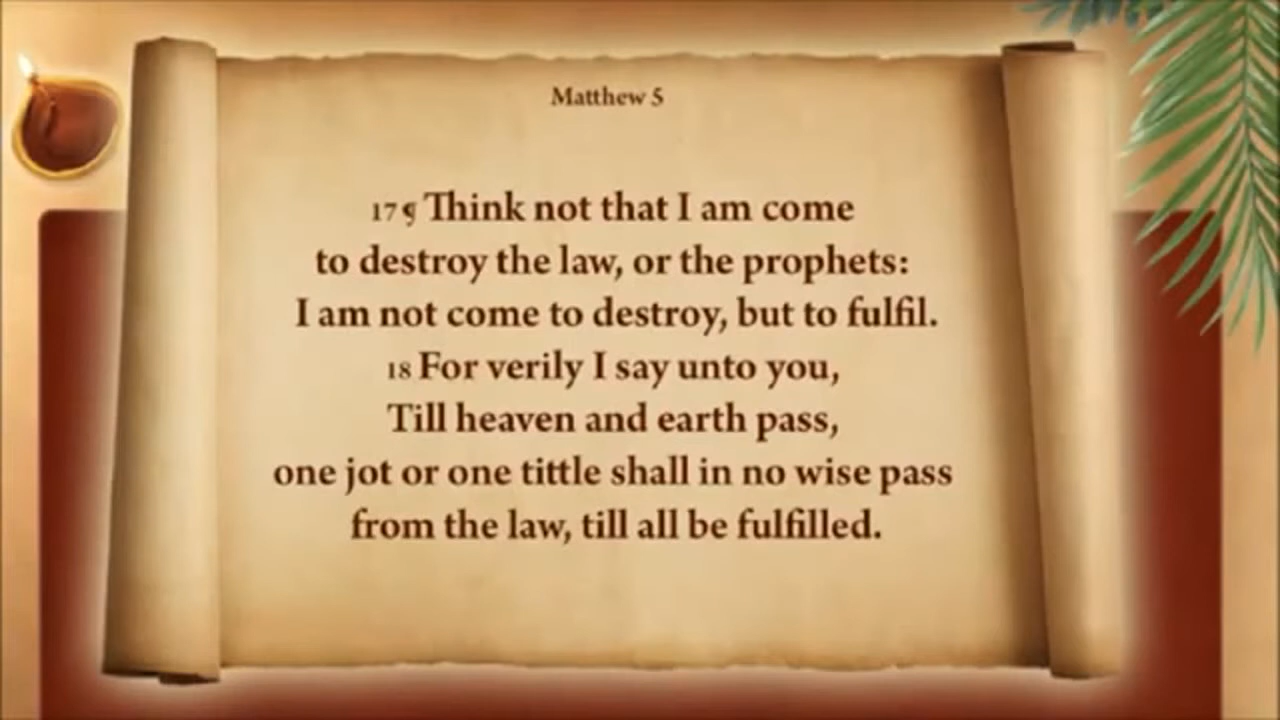 Matthew 5
17 ¶ Think not that I am come
to destroy the law, or the prophets:
I am not come to destroy, but to fulfil.
18 For verily I say unto you,
Till heaven and earth pass,
one jot or one tittle shall in no wise pass
from the law, till all be fulfilled.